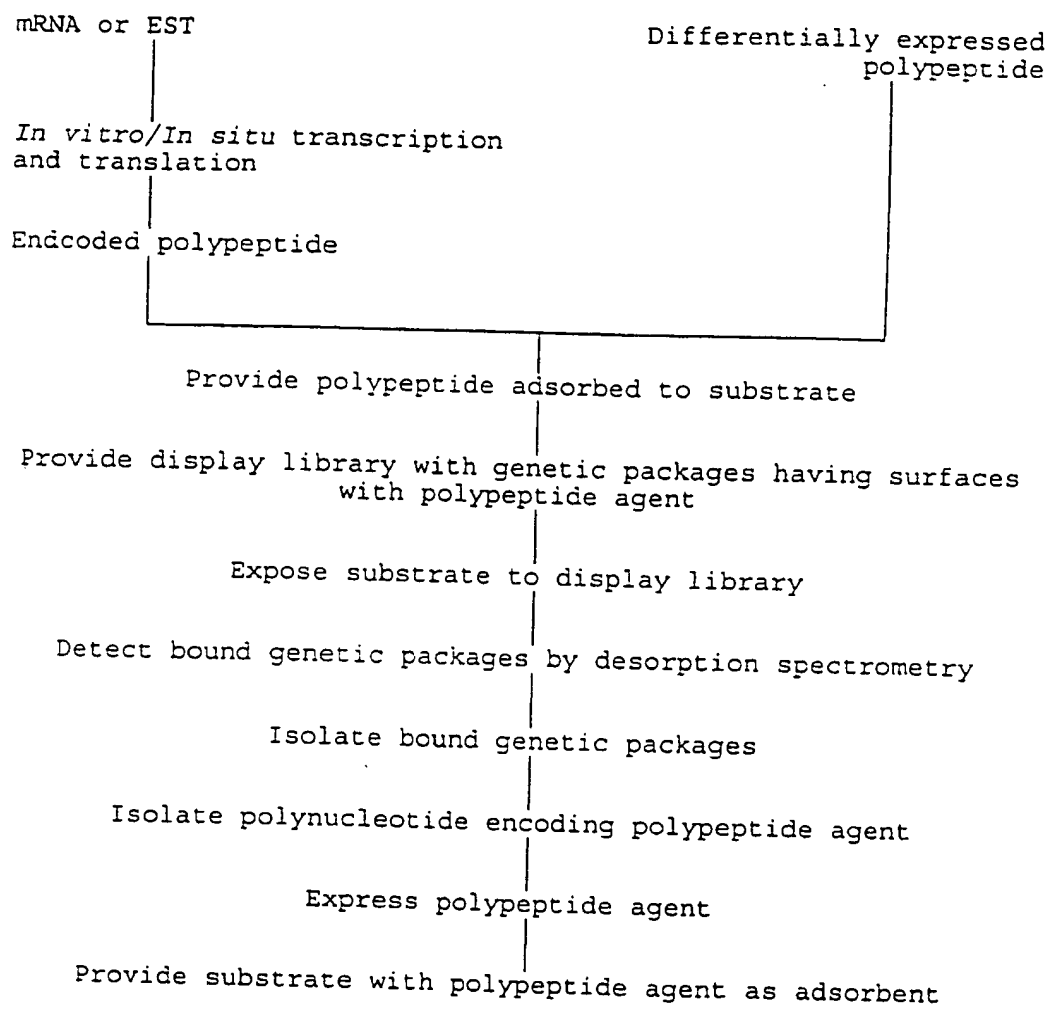 mRNA or EST
Differentially expressed
polypeptide
In vitro/In situ transcription
and translation
Endcoded polypeptide
Provide polypeptide adsorbed to substrate
Provide display library with genetic packages having surfaces
with polypeptide agent
Expose substrate to display library
Detect bound genetic packages by desorption spectrometry
Isolate bound genetic packages
Isolate polynucleotide encoding polypeptide agent
Express polypeptide agent
Provide substrate with polypeptide agent as adsorbent